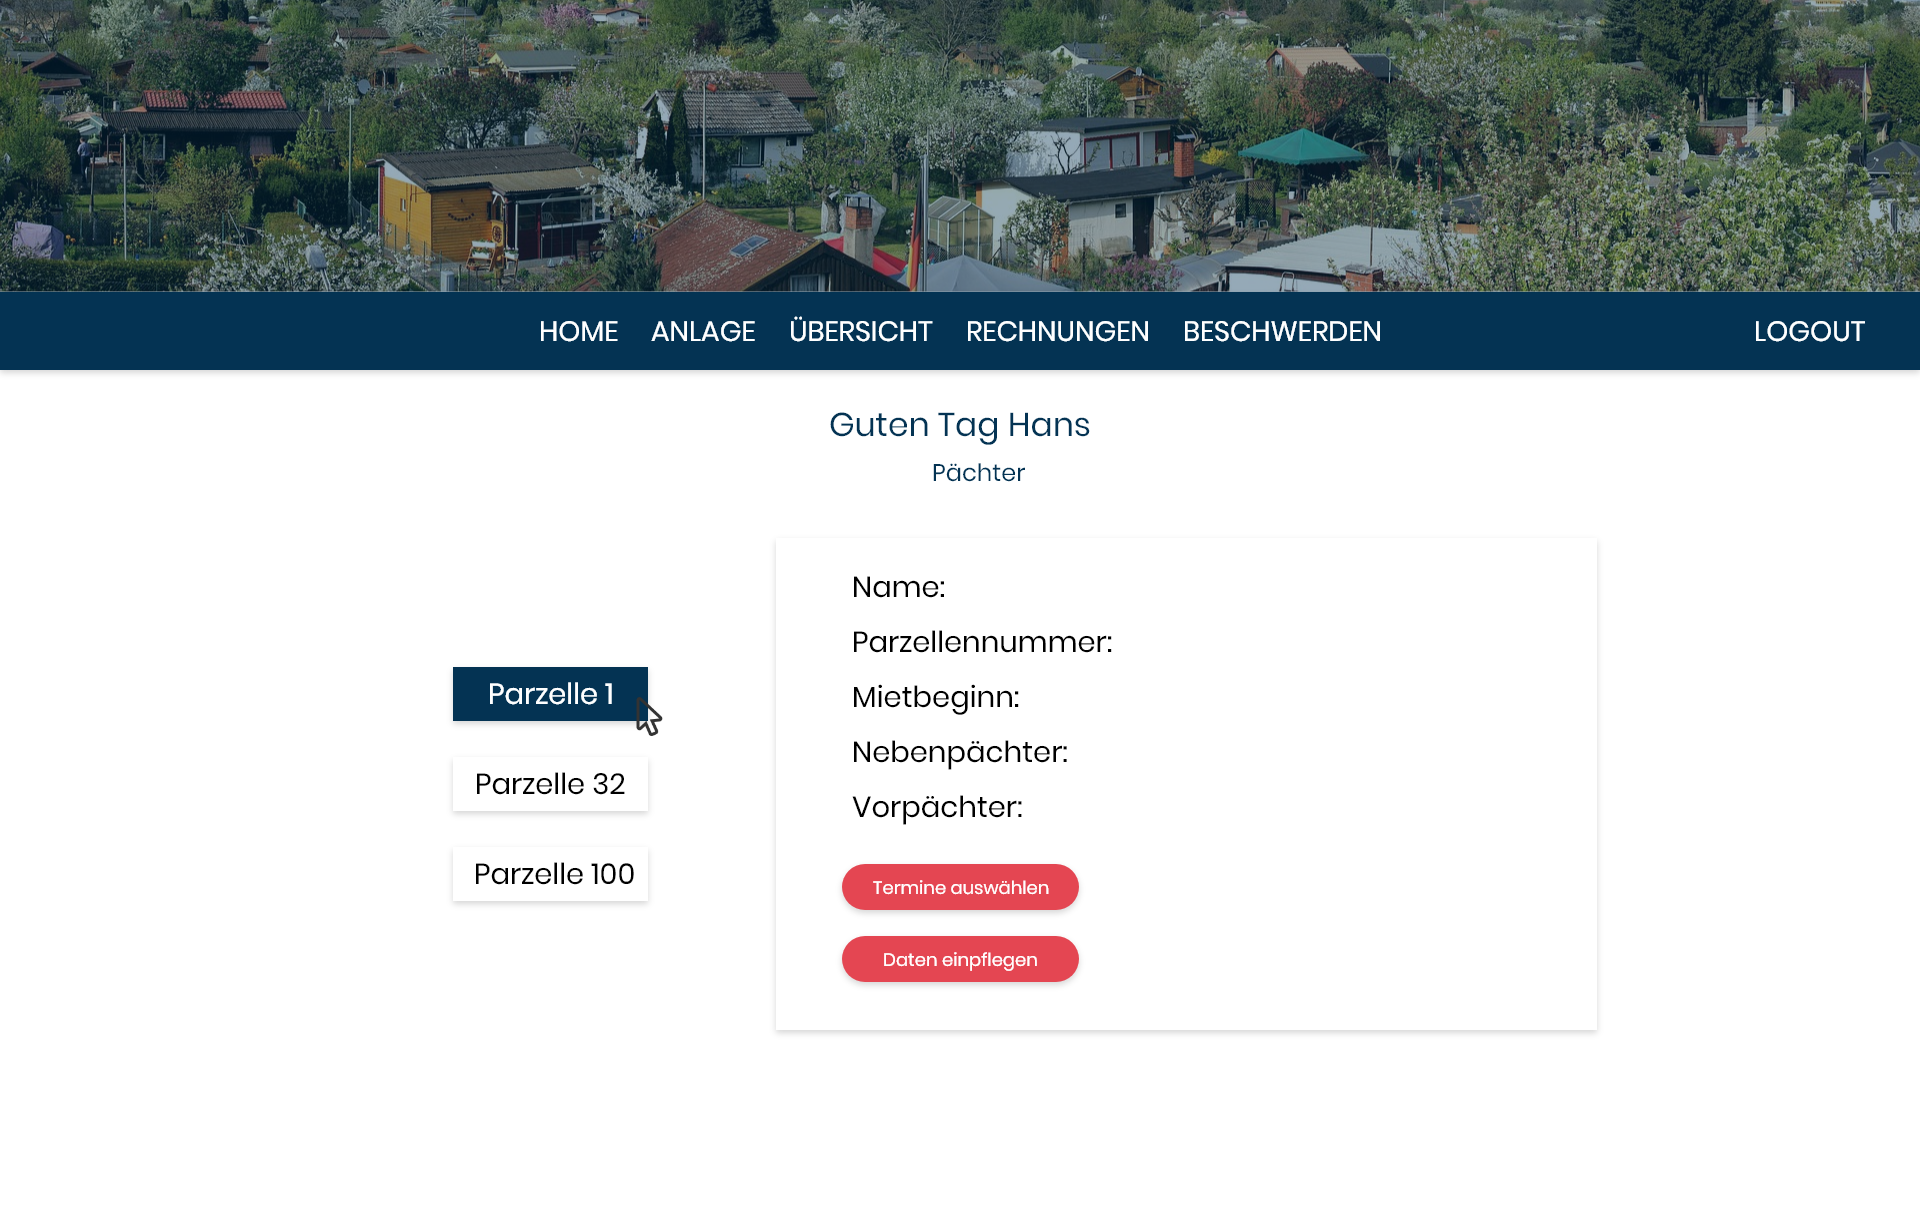 HOME ANLAGE ÜBERSICHT RECHNUNGEN BESCHWERDEN LOGOUT
Guten Tag Hans
Pächter
Parzelle 1
Parzelle 32
Parzelle 100
Name:
Parzellennummer:
Mietbeginn:
Nebenpächter:
Vorpächter:
Termine auswählen
Daten einpflegen